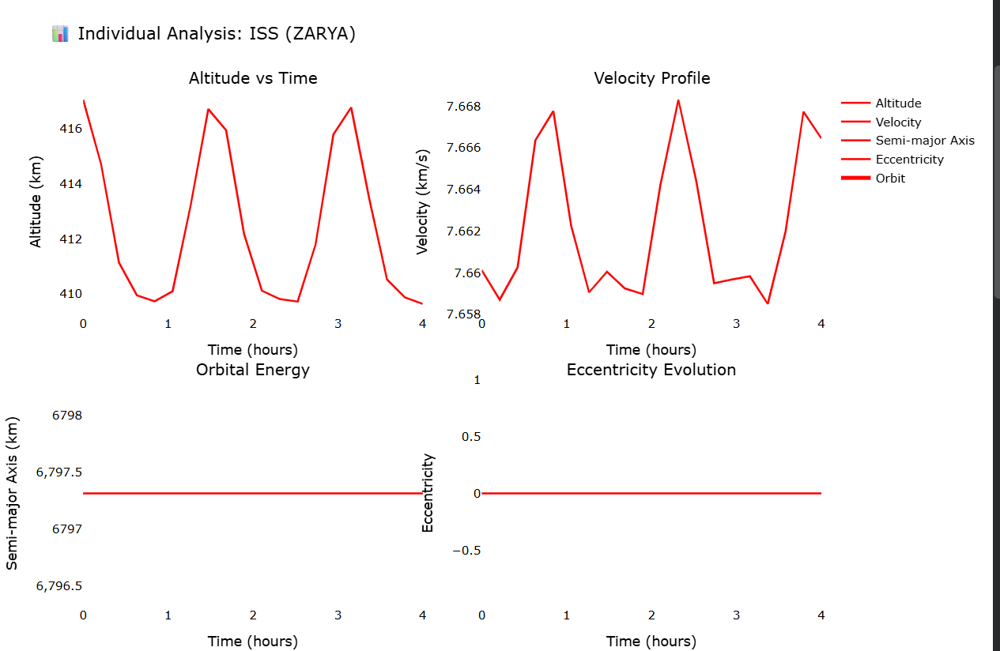 📊 Individual Analysis: ISS (ZARYA)
Altitude vs Time
Velocity Profile
Altitude (km)
416
414
412
410
0 1 2 3 4
Time (hours)
Velocity (km/s)
7.668
7.666
7.664
7.662
7.66
7.658
0 1 2 3 4
Time (hours)
Altitude
Velocity
Semi-major Axis
Eccentricity
Orbit
Orbital Energy
Semi-major Axis (km)
6798
6,797.5
6797
6,796.5
0 1 2 3 4
Time (hours)
Eccentricity Evolution
Eccentricity
1
0.5
0
−0.5
0 1 2 3 4
Time (hours)